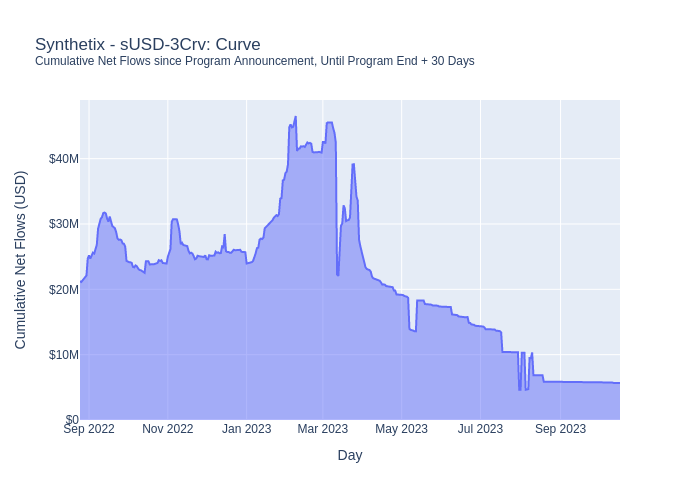 Synthetix - sUSD-3Crv: Curve
Cumulative Net Flows since Program Announcement, Until Program End + 30 Days
Cumulative Net Flows (USD)
$40M
$30M
$20M
$10M
$0
Sep 2022
Nov 2022
Jan 2023
Mar 2023
May 2023
Jul 2023
Sep 2023
Day